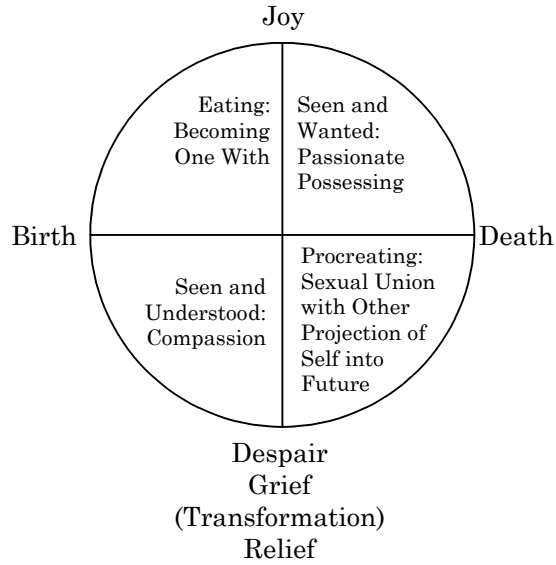 Joy
Eating:
Becoming
One With
Seen and
Wanted:
Passionate
Possessing
Birth
Death
Seen and
Understood:
Compassion
Procreating:
Sexual Union
with Other
Projection of
Self into
Future
Despair
Grief
(Transformation)
Relief